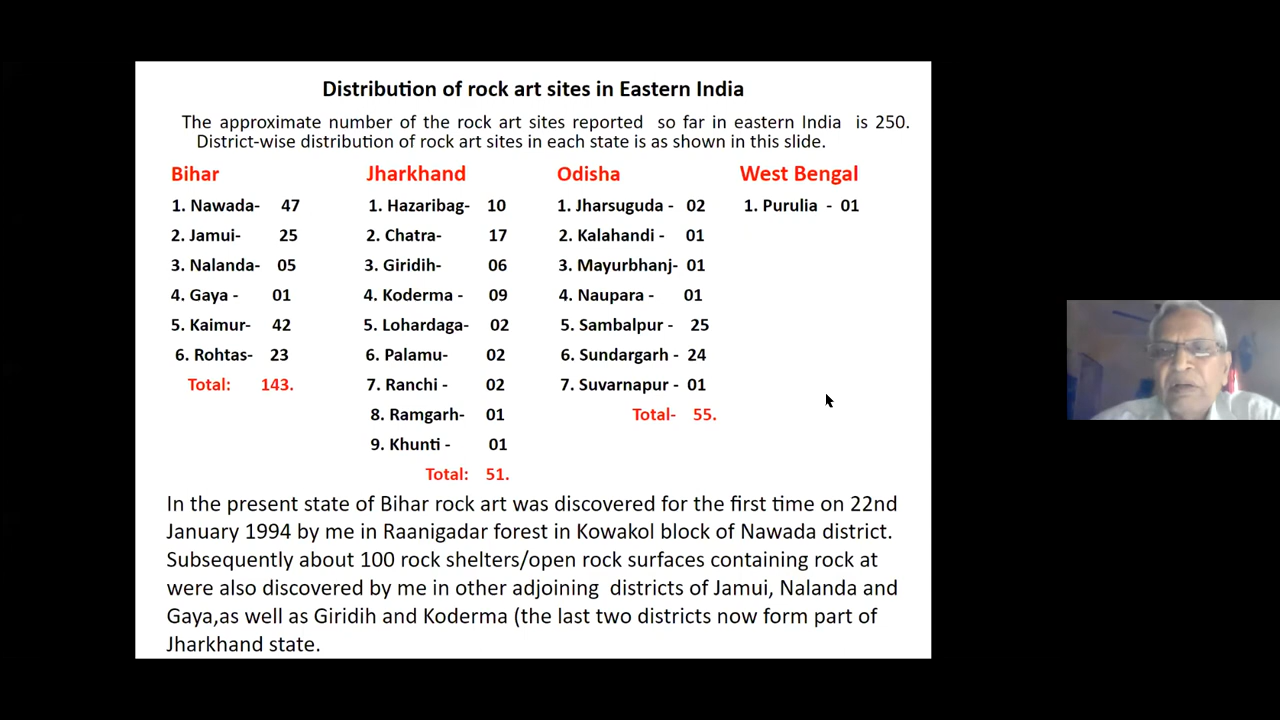 Distribution of rock art sites in Eastern India
The approximate number of the rock art sites reported so far in eastern India is 250.
District-wise distribution of rock art sites in each state is as shown in this slide.
Bihar
1. Nawada- 47
2. Jamui- 25
3. Nalanda- 05
4. Gaya - 01
5. Kaimur- 42
6. Rohtas- 23
Total: 143.
Jharkhand
1. Hazaribag- 10
2. Chatra- 17
3. Giridih- 06
4. Koderma - 09
5. Lohardaga- 02
6. Palamu- 02
7. Ranchi - 02
8. Ramgarh- 01
9. Khunti - 01
Total: 51.
Odisha
1. Jharsuguda - 02
2. Kalahandi - 01
3. Mayurbhanj- 01
4. Naupara - 01
5. Sambalpur - 25
6. Sundargarh - 24
7. Suvarnapur - 01
Total- 55.
West Bengal
1. Purulia - 01
In the present state of Bihar rock art was discovered for the first time on 22nd
January 1994 by me in Raanigadar forest in Kowakol block of Nawada district.
Subsequently about 100 rock shelters/open rock surfaces containing rock at
were also discovered by me in other adjoining districts of Jamui, Nalanda and
Gaya,as well as Giridih and Koderma (the last two districts now form part of
Jharkhand state.